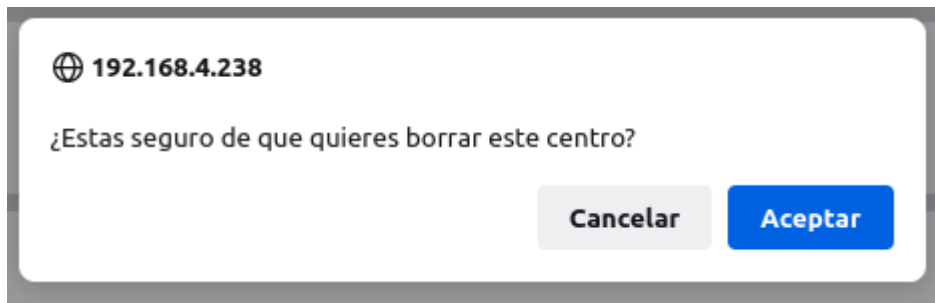 192.168.4.238
¿Estas seguro de que quieres borrar este centro?
Cancelar
Aceptar